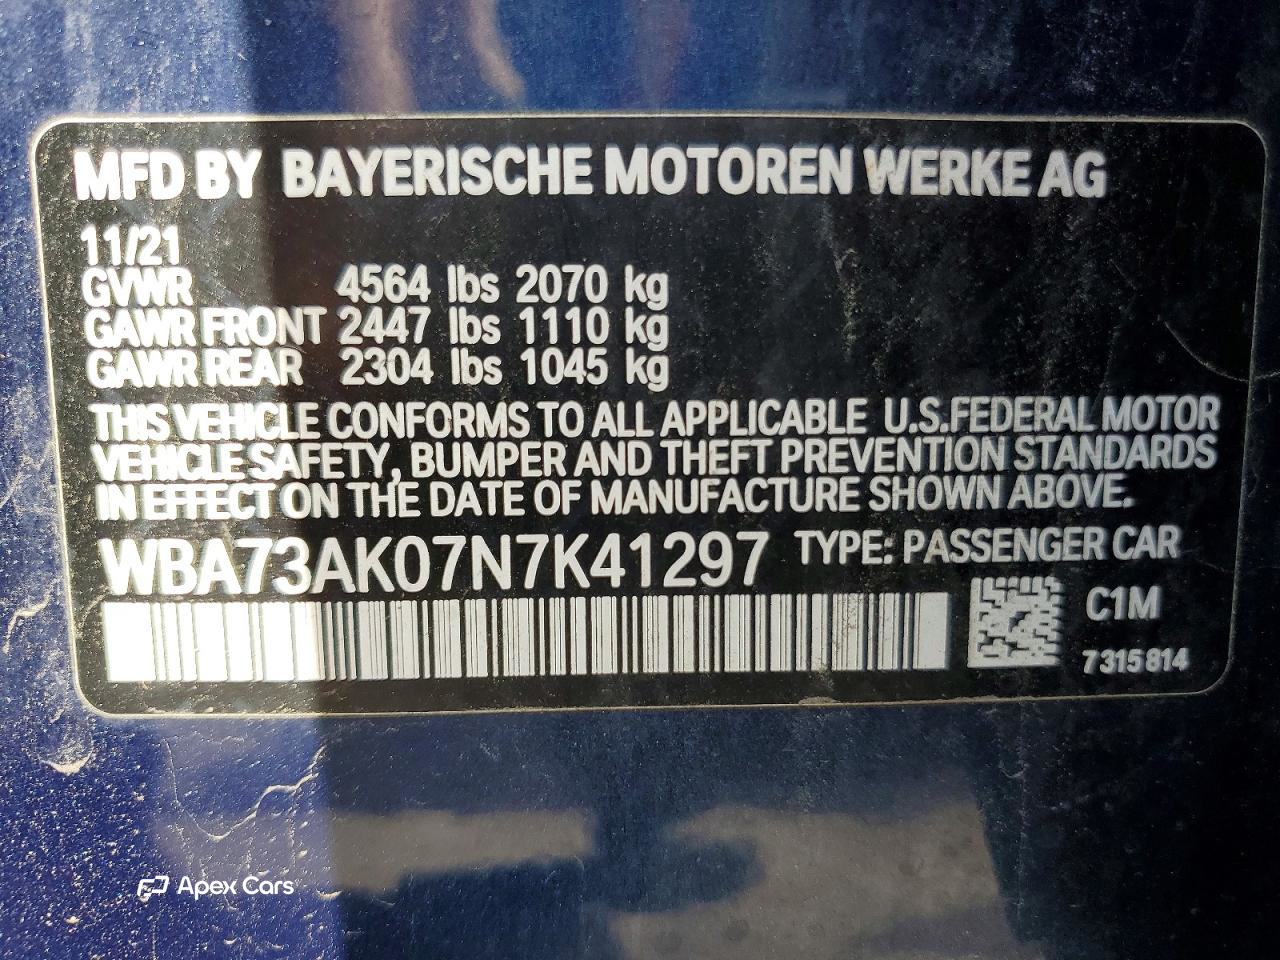 MFD BY BAYERISCHE MOTOREN WERKE AG
11/21
GVWR 4564 lbs 2070 kg
GAWR FRONT 2447 lbs 1110 kg
GAWR REAR 2304 lbs 1045 kg
THIS VEHICLE CONFORMS TO ALL APPLICABLE U.S.FEDERAL MOTOR
VEHICLE SAFETY, BUMPER AND THEFT PREVENTION STANDARDS
IN EFFECT ON THE DATE OF MANUFACTURE SHOWN ABOVE.
WBA73AK07N7K41297 TYPE: PASSENGER CAR
C1M
7315814
Apex Cars